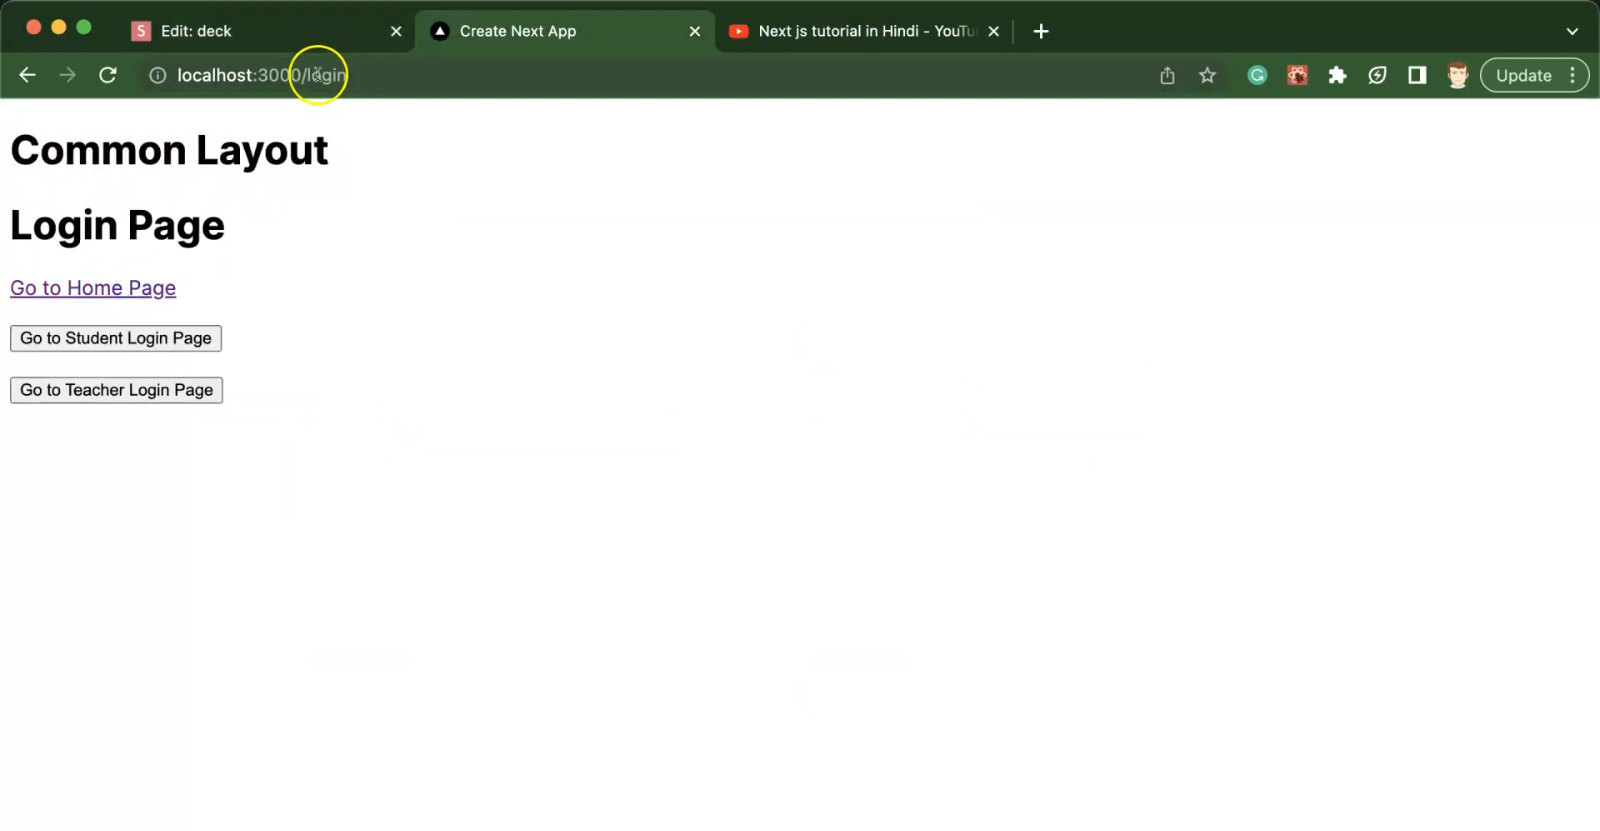 S Edit: deck
Create Next App
Next js tutorial in Hindi - YouTu
localhost:3000/login
G
Update
Common Layout
Login Page
Go to Home Page
Go to Student Login Page
Go to Teacher Login Page